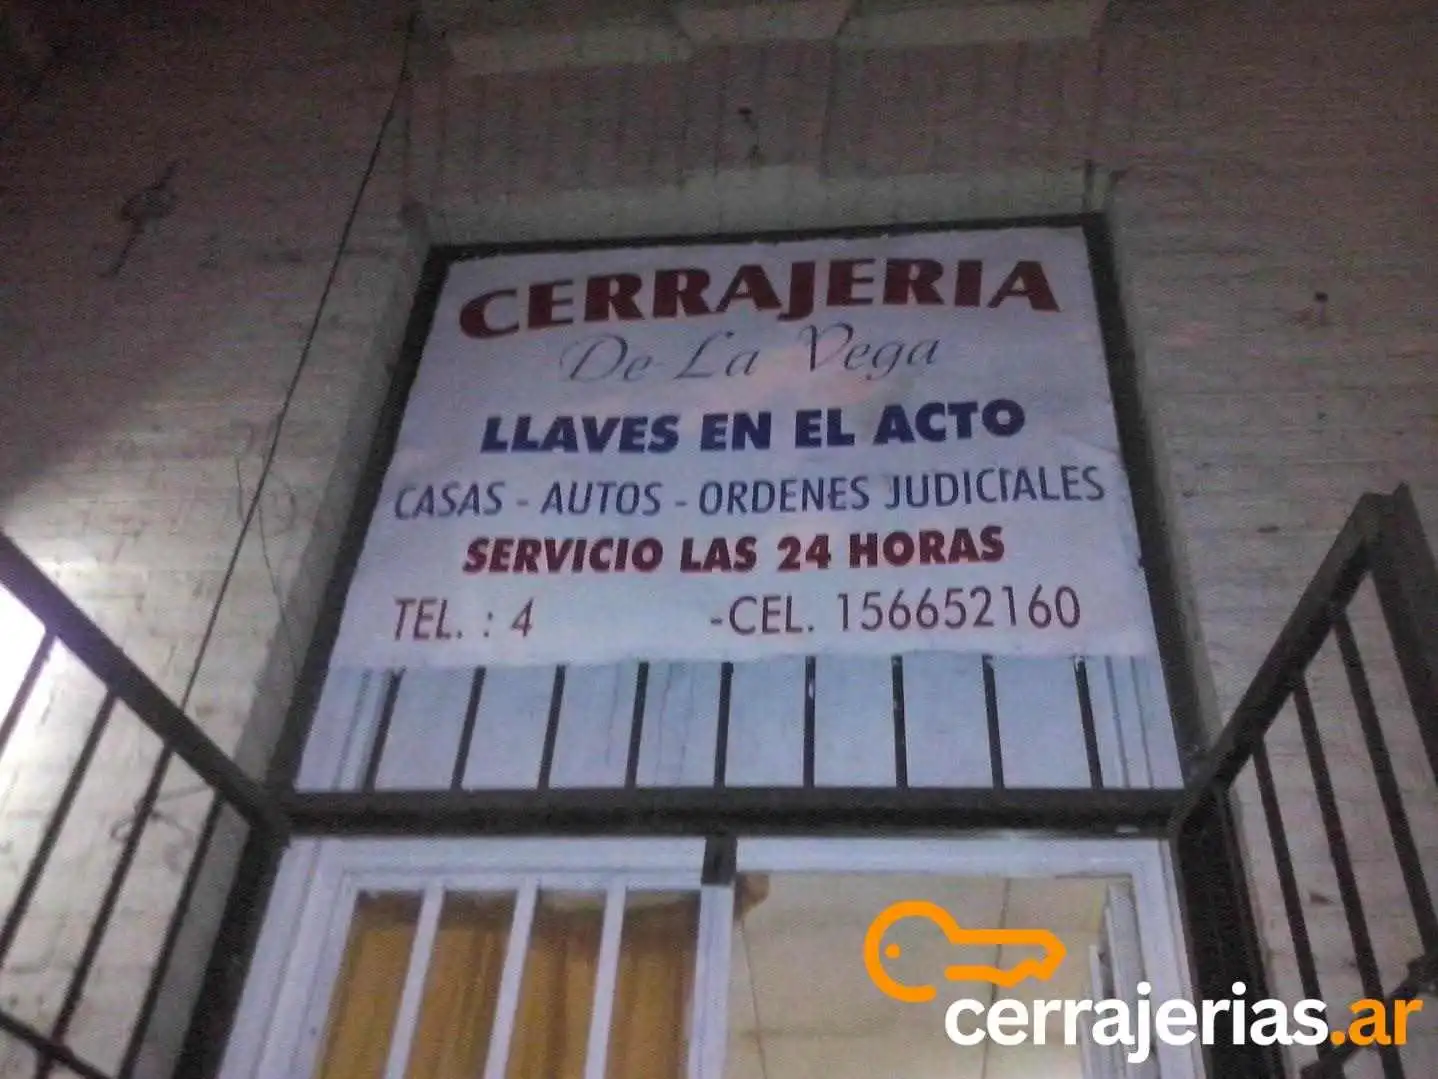 CERRAJERIA
De La Vega
LLAVES EN EL ACTO
CASAS - AUTOS - ORDENES JUDICIALES
SERVICIO LAS 24 HORAS
TEL. : 4 -CEL. 156652160
cerrajerias.ar